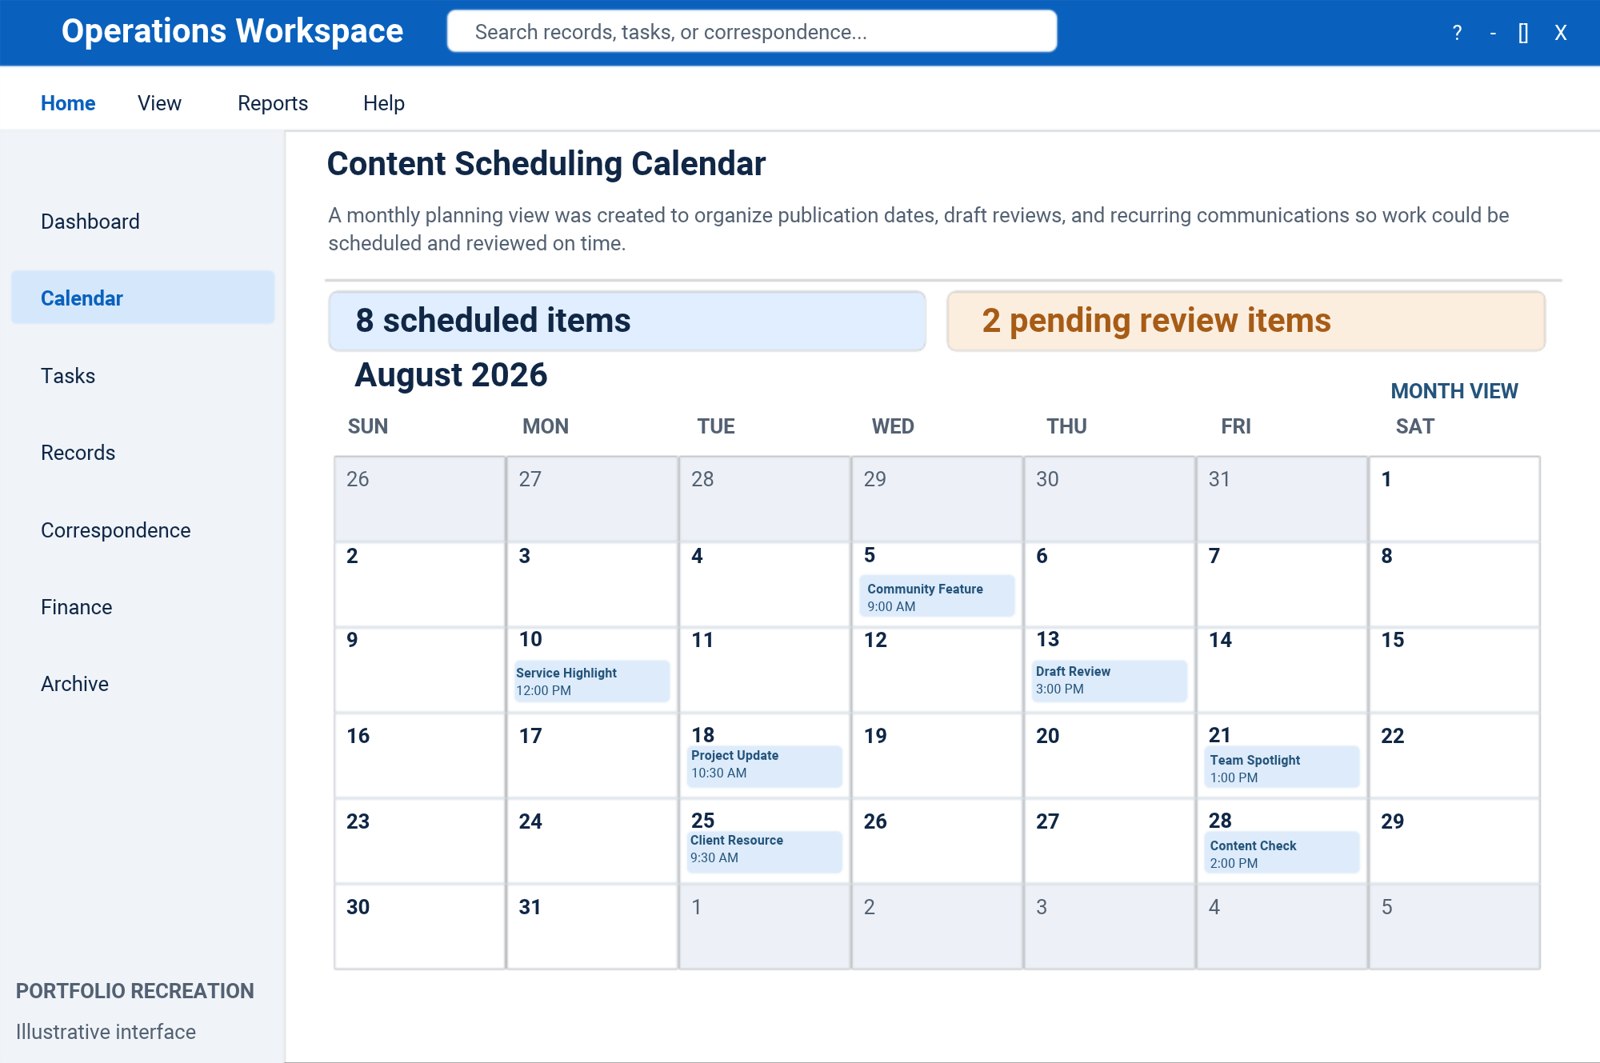 Operations Workspace
Search records, tasks, or correspondence...
? - [] X
Home View Reports Help
Dashboard
Calendar
Tasks
Records
Correspondence
Finance
Archive
PORTFOLIO RECREATION
Illustrative interface
Content Scheduling Calendar
A monthly planning view was created to organize publication dates, draft reviews, and recurring communications so work could be
scheduled and reviewed on time.
8 scheduled items
2 pending review items
August 2026
MONTH VIEW
SUN MON TUE WED THU FRI SAT
26 27 28 29 30 31 1
2 3 4 5 6 7 8
Community Feature
9:00 AM
9 10 11 12 13 14 15
Service Highlight
12:00 PM
Draft Review
3:00 PM
16 17 18 19 20 21 22
Project Update
10:30 AM
Team Spotlight
1:00 PM
23 24 25 26 27 28 29
Client Resource
9:30 AM
Content Check
2:00 PM
30 31 1 2 3 4 5